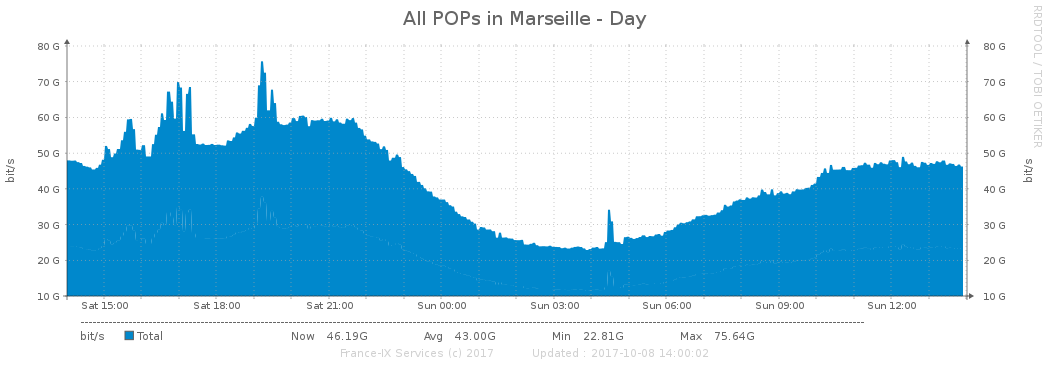 All POPs in Marseille - Day
RRDTOOL / TOBI OETIKER
80 G 80 G
70 G 70 G
60 G 60 G
50 G 50 G
40 G 40 G
30 G 30 G
20 G 20 G
10 G 10 G
bit/s
bit/s
Sat 15:00 Sat 18:00 Sat 21:00 Sun 00:00 Sun 03:00 Sun 06:00 Sun 09:00 Sun 12:00
bit/s Total Now 46.19G Avg 43.00G Min 22.81G Max 75.64G
France-IX Services (c) 2017 Updated : 2017-10-08 14:00:02